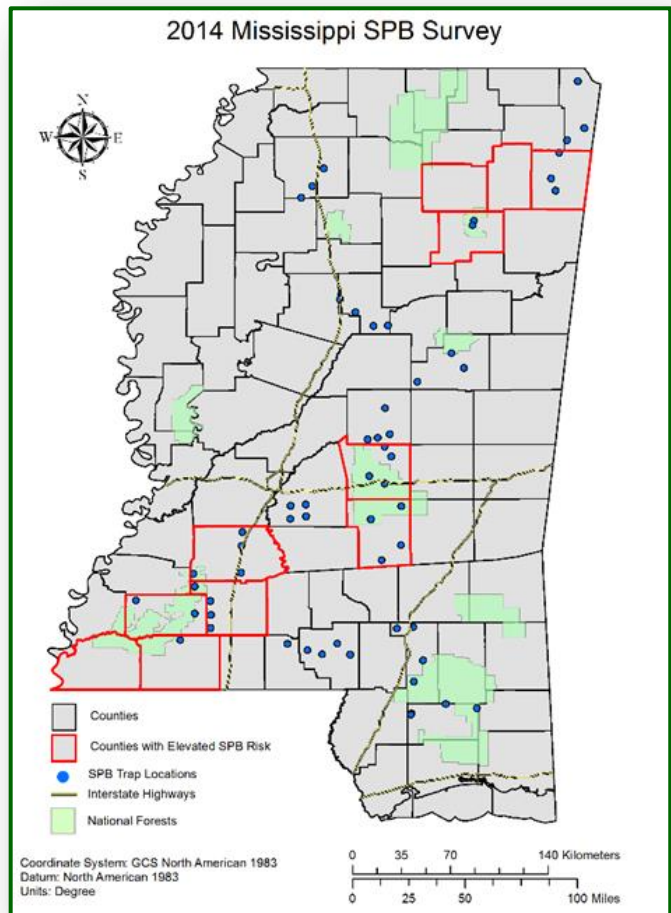 2014 Mississippi SPB Survey
N
W E
S
Counties
Counties with Elevated SPB Risk
SPB Trap Locations
Interstate Highways
National Forests
Coordinate System: GCS North American 1983
Datum: North American 1983
Units: Degree
0 35 70 140 Kilometers
0 25 50 100 Miles